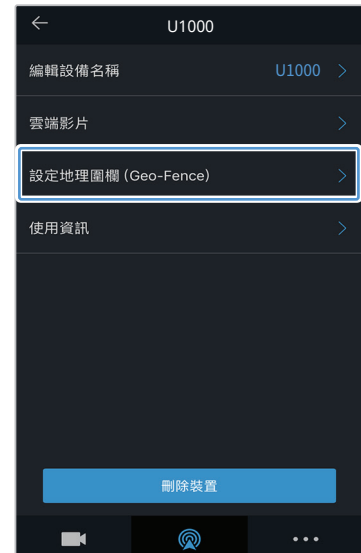 U1000
編輯設備名稱 U1000
雲端影片
設定地理圍欄 (Geo-Fence)
使用資訊
刪除裝置